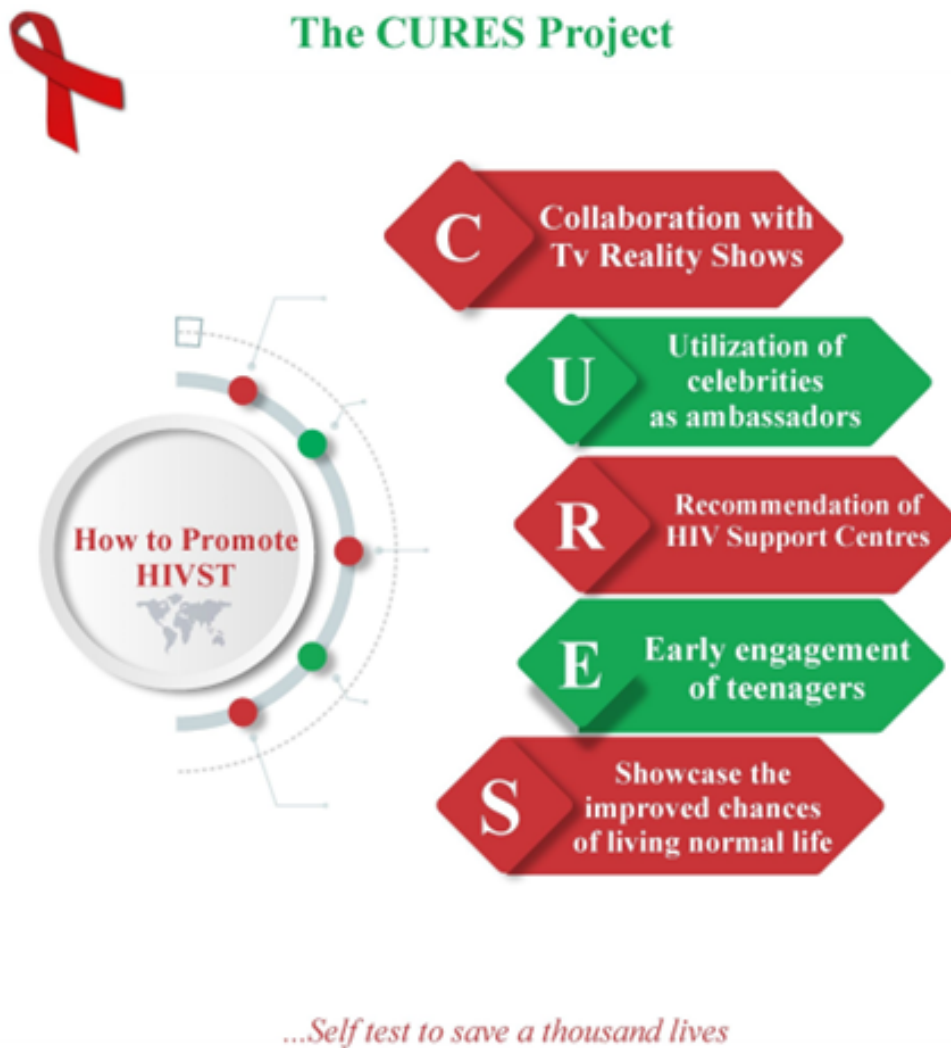 The CURES Project
C
Collaboration with
Tv Reality Shows
U
Utilization of
celebrities
as ambassadors
How to Promote
HIVST
R
Recommendation of
HIV Support Centres
E
Early engagement
of teenagers
S
Showcase the
improved chances
of living normal life
...Self test to save a thousand lives